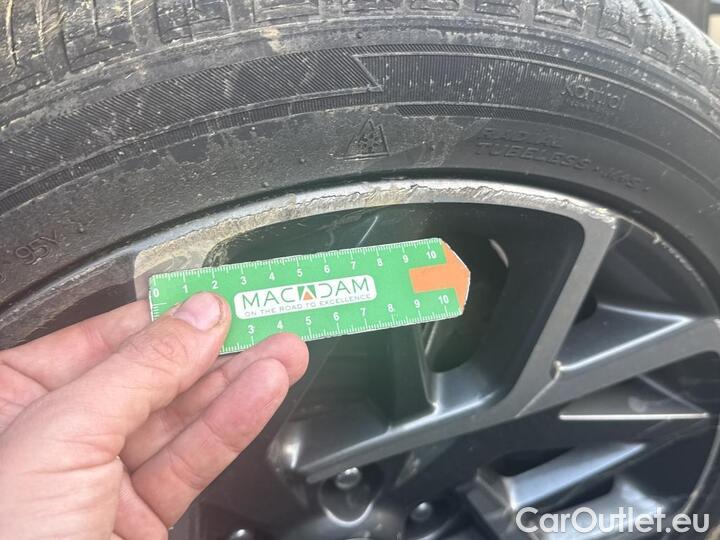 Kontrol
RADIAL
TUBELESS · M+S ·
95Y
0 1 2 3 4 5 6 7 8 9 10
MACADAM
ON THE ROAD TO EXCELLENCE
3 4 5 6 7 8 9 10
CarOutlet.eu